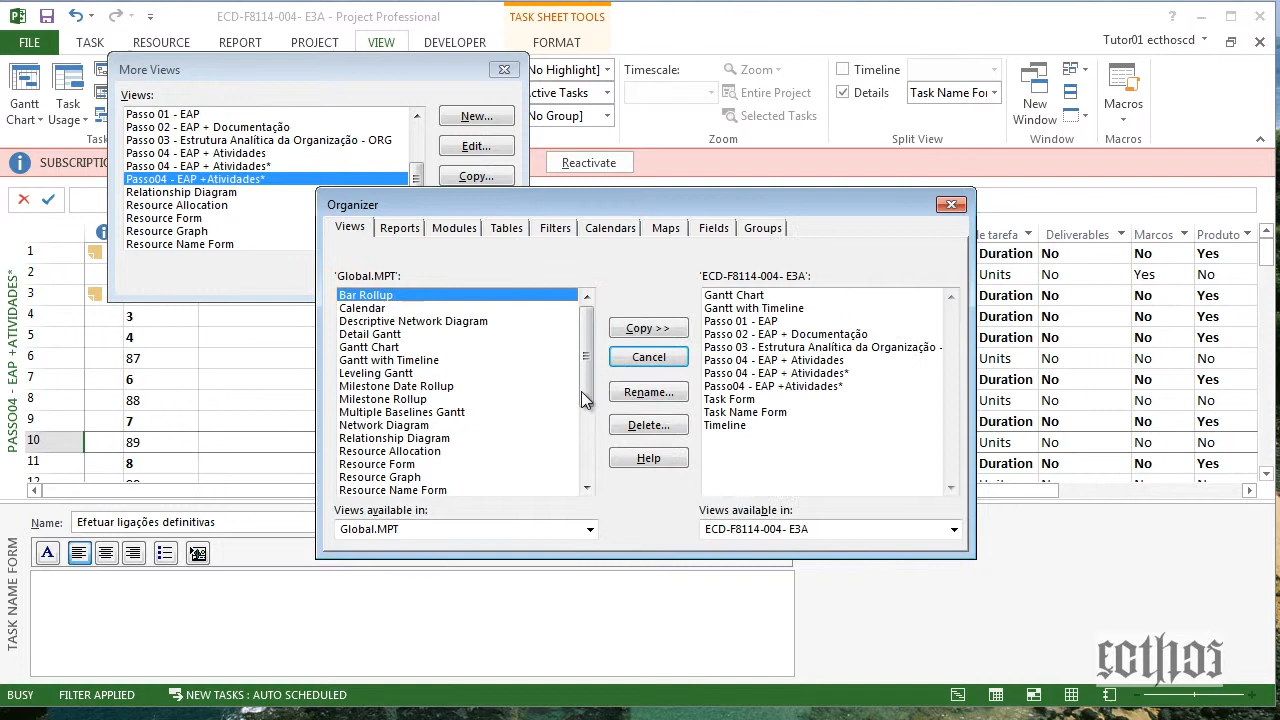 ECD-F8114-004- E3A - Project Professional
TASK SHEET TOOLS
FILE
TASK
RESOURCE
REPORT
PROJECT
VIEW
DEVELOPER
FORMAT
Tutor01 ecthoscd
Gantt
Chart
Task
Usage
No Highlight]
No Group]
Timescale:
Zoom
Entire Project
Selected Tasks
Zoom
Timeline
Details
Task Name For
Split View
New
Window
Window
Macros
Macros
Reactivate
More Views
Views:
Passo 01 - EAP
Passo 02 - EAP + Documentação
Passo 03 - Estrutura Analítica da Organização - ORG
Passo 04 - EAP + Atividades
Passo 04 - EAP + Atividades*
Passo04 - EAP +Atividades*
Relationship Diagram
Resource Allocation
Resource Form
Resource Graph
Resource Name Form
New...
Edit...
Copy...
Organizer
Views
Reports
Modules
Tables
Filters
Calendars
Maps
Fields
Groups
'Global.MPT':
Bar Rollup
Calendar
Descriptive Network Diagram
Detail Gantt
Gantt Chart
Gantt with Timeline
Leveling Gantt
Milestone Date Rollup
Milestone Rollup
Multiple Baselines Gantt
Network Diagram
Relationship Diagram
Resource Allocation
Resource Form
Resource Graph
Resource Name Form
Views available in:
Global.MPT
Copy >>
Cancel
Rename...
Delete...
Help
'ECD-F8114-004- E3A':
Gantt Chart
Gantt with Timeline
Passo 01 - EAP
Passo 02 - EAP + Documentação
Passo 03 - Estrutura Analítica da Organização -
Passo 04 - EAP + Atividades
Passo 04 - EAP + Atividades*
Passo04 - EAP +Atividades*
Task Form
Task Name Form
Timeline
Views available in:
ECD-F8114-004- E3A
de tarefa Deliverables Marcos Produto
1 Duration No No Yes
2 Units No Yes No
3 Duration No No Yes
4 3 Units No No No
5 4 Duration No No Yes
6 87 Units No No No
7 6 Duration No No Yes
8 88 Units No No No
9 7 Duration No No Yes
10 89 Units No No No
11 8 Duration No No Yes
PASSO04 - EAP +ATIVIDADES*
Name: Efetuar ligações definitivas
TASK NAME FORM
ecthos
BUSY
FILTER APPLIED
NEW TASKS : AUTO SCHEDULED